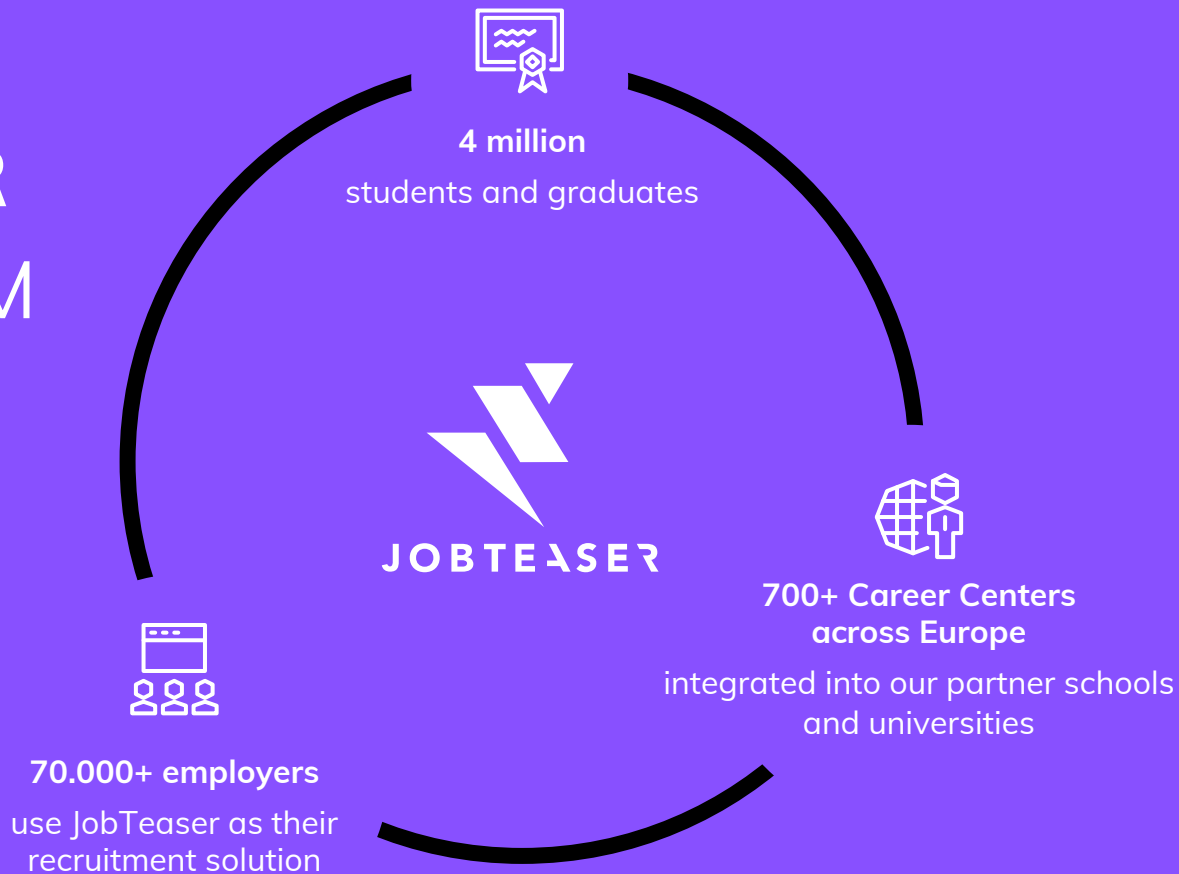 R
M
4 million
students and graduates
JOBTEASER
700+ Career Centers
across Europe
integrated into our partner schools
and universities
70.000+ employers
use JobTeaser as their
recruitment solution